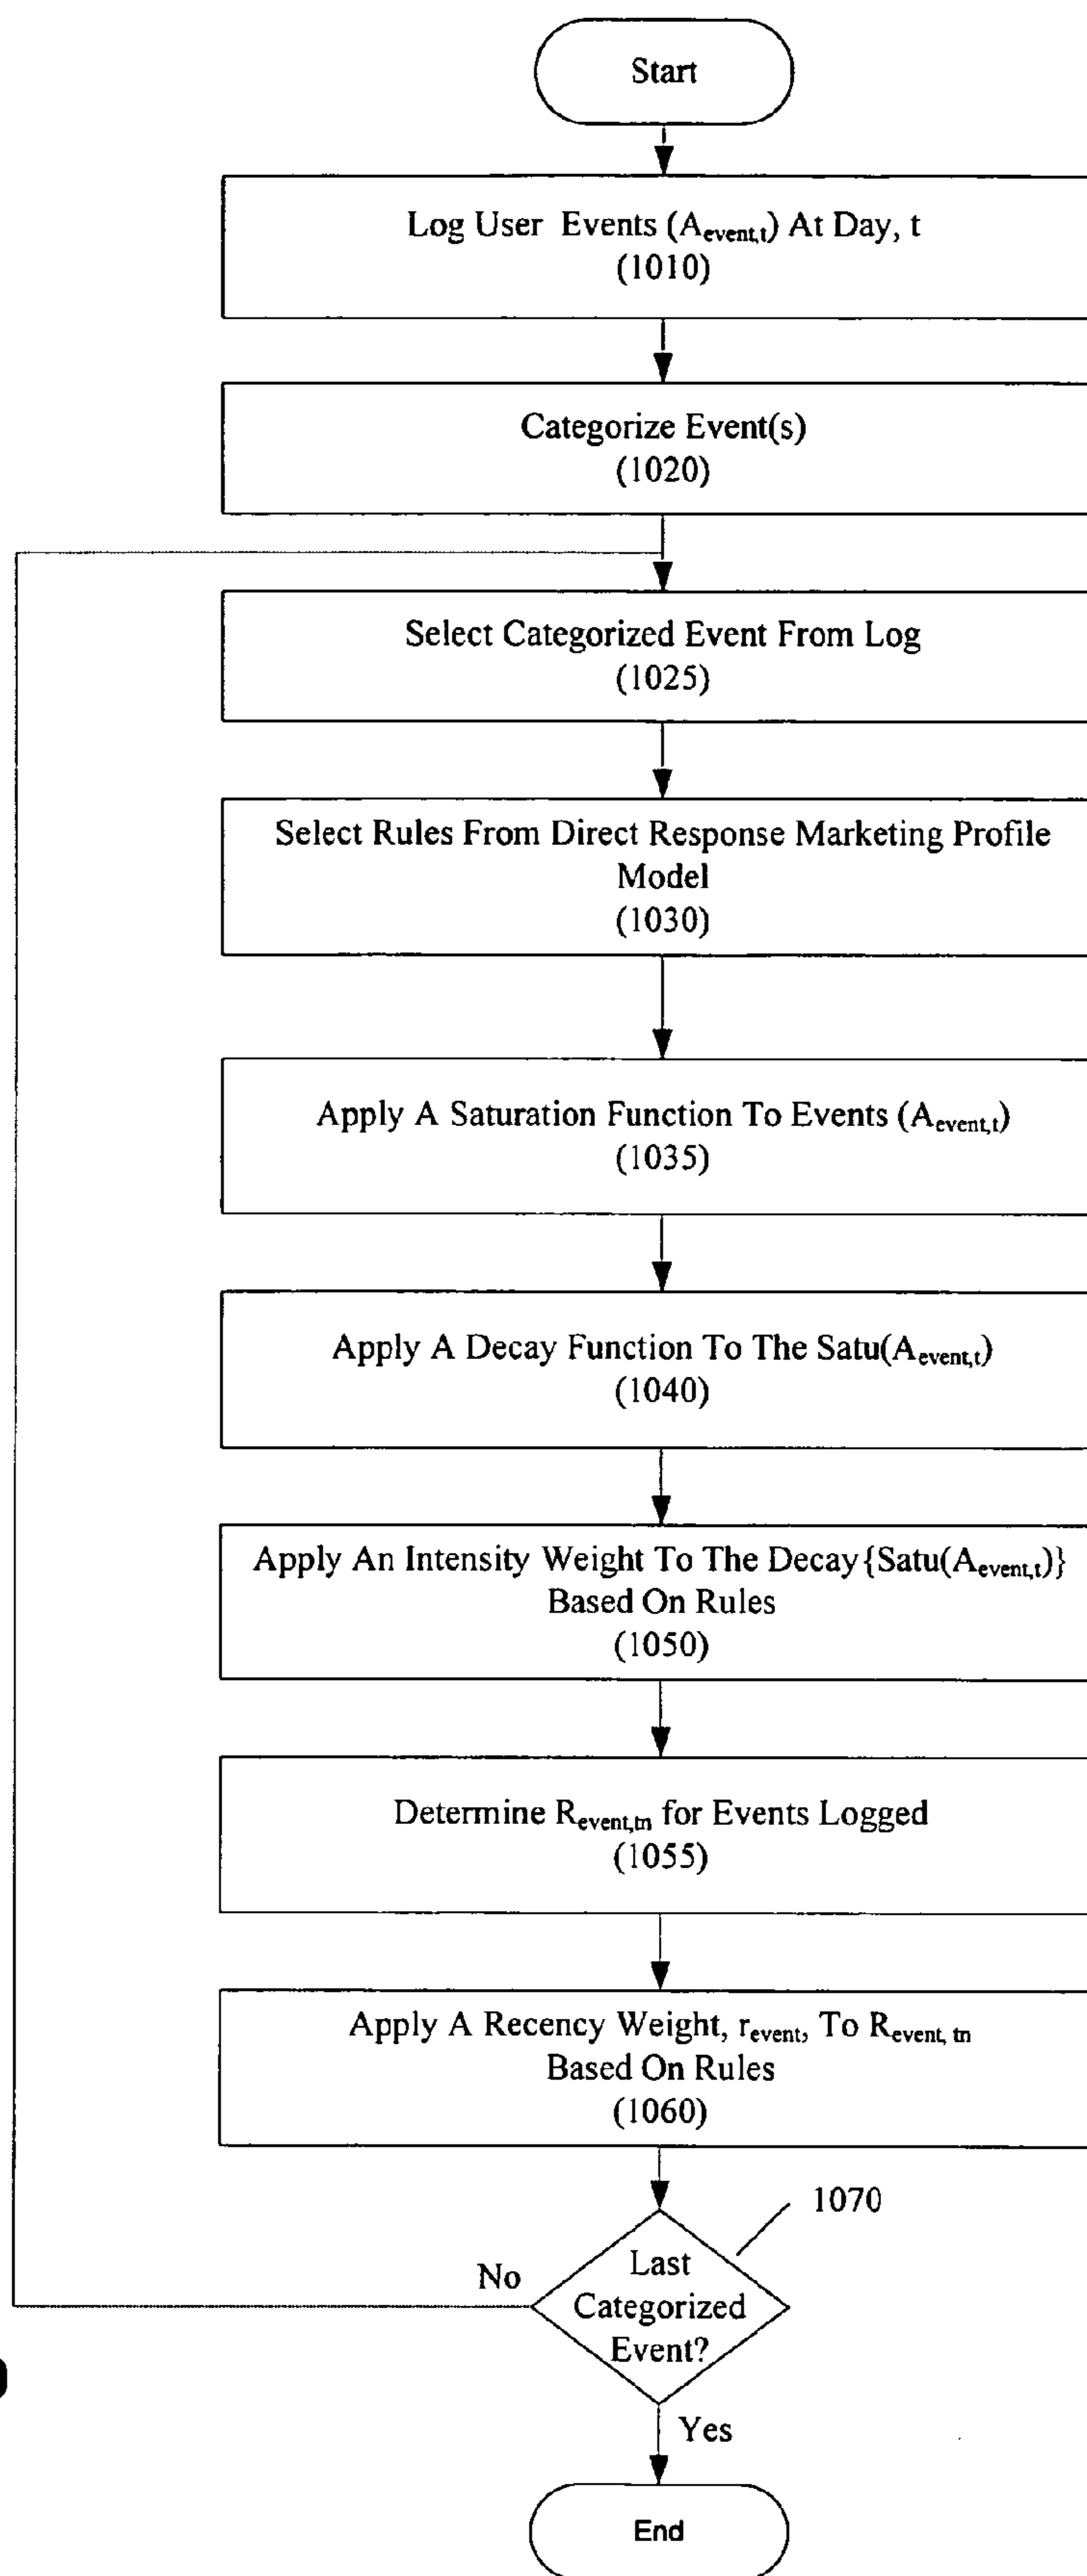 Start
Log User Events (Aevent,t) At Day, t
(1010)
Categorize Event(s)
(1020)
Select Categorized Event From Log
(1025)
Select Rules From Direct Response Marketing Profile
Model
(1030)
Apply A Saturation Function To Events (Aevent,t)
(1035)
Apply A Decay Function To The Satu(Aevent,t)
(1040)
Apply An Intensity Weight To The Decay{Satu(Aevent,t)}
Based On Rules
(1050)
Determine Revent,tn for Events Logged
(1055)
Apply A Recency Weight, revent, To Revent, tn
Based On Rules
(1060)
1070
Last
Categorized
Event?
No
Yes
End